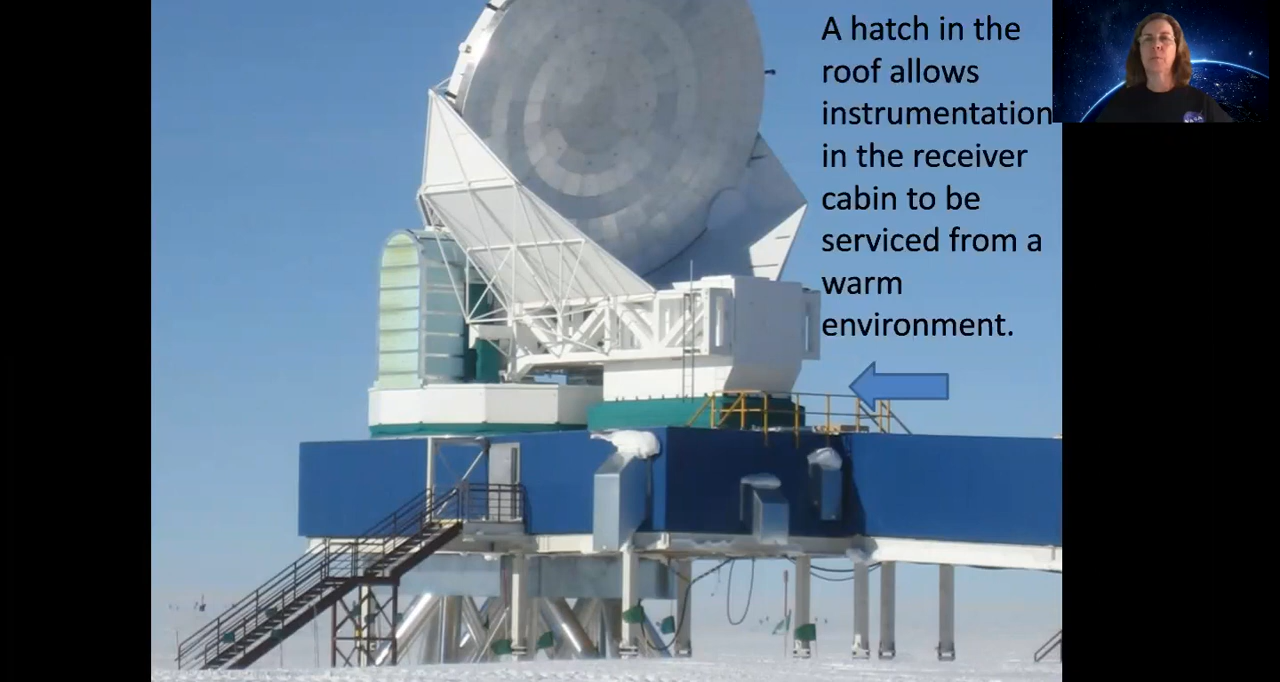 A hatch in the
roof allows
instrumentation
in the receiver
cabin to be
serviced from a
warm
environment.